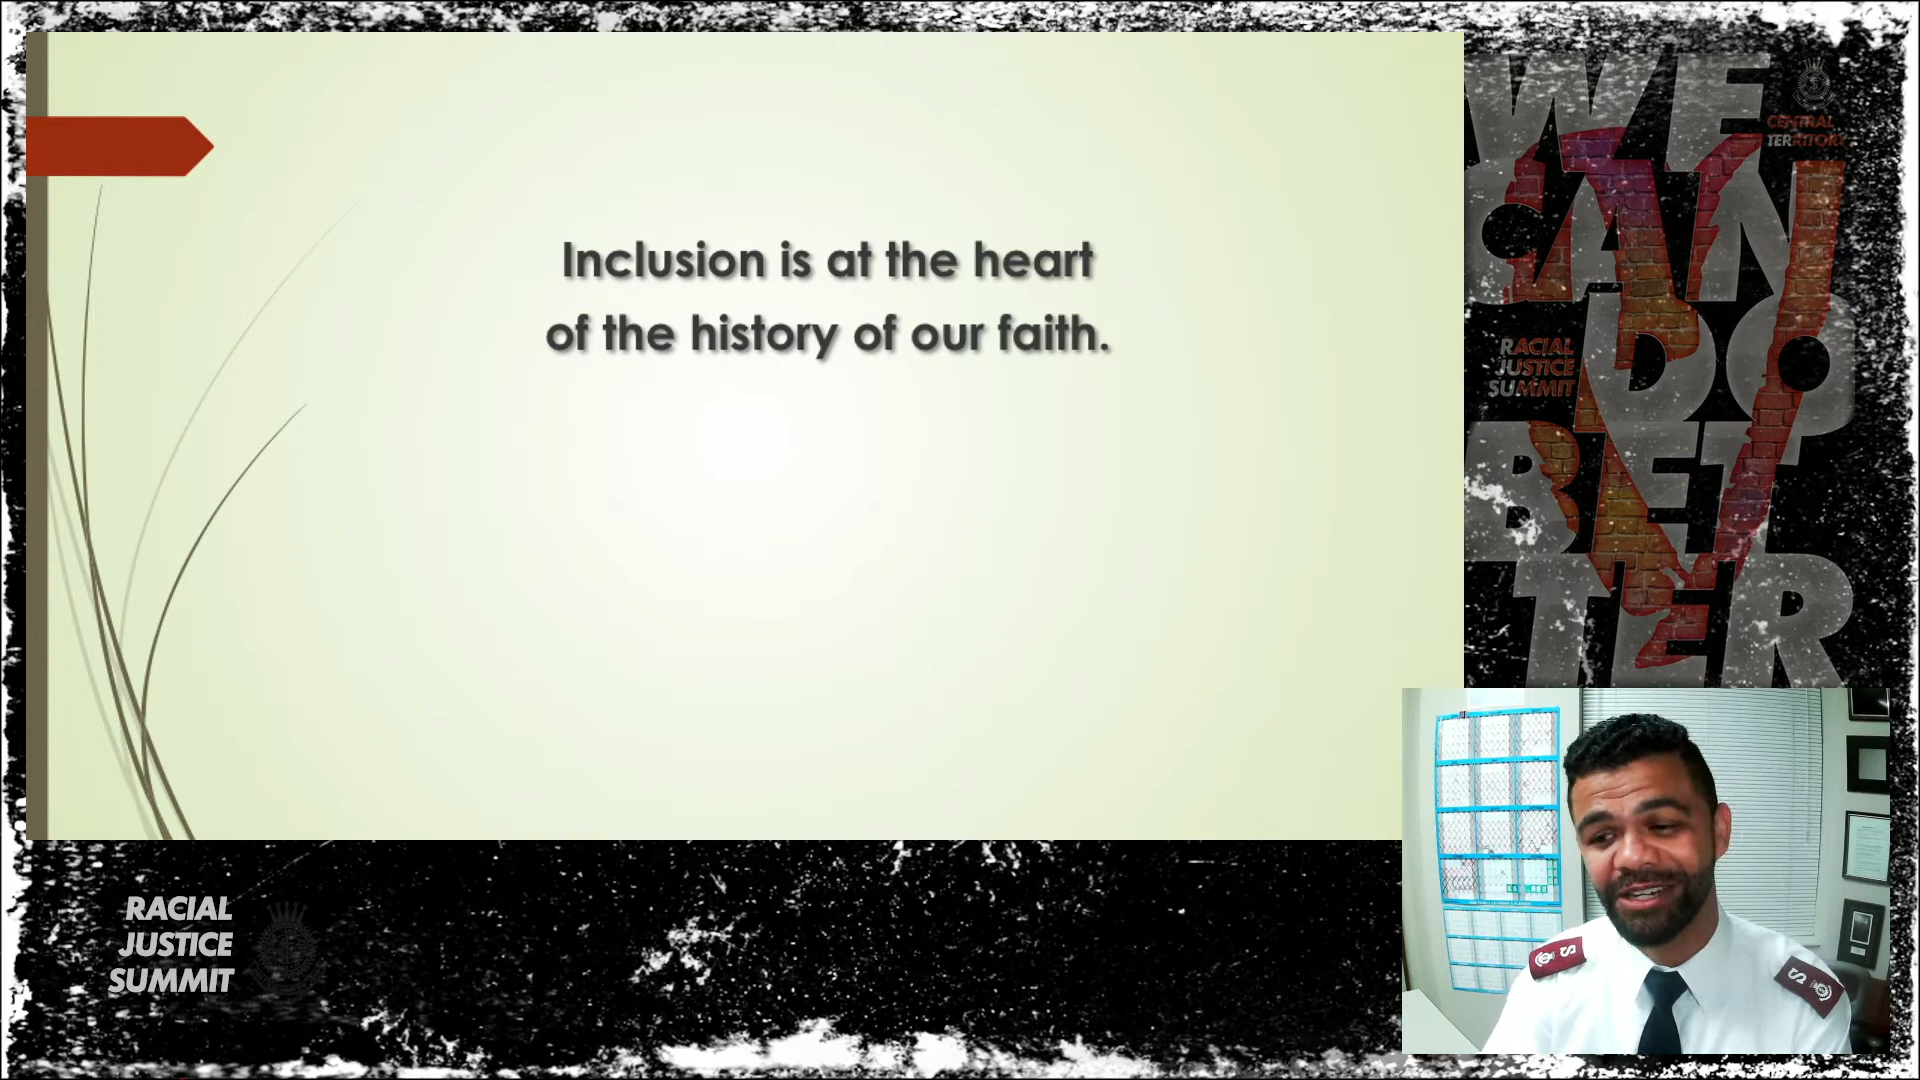 Inclusion is at the heart
of the history of our faith.
WE
CENTRAL
TERRITORY
CAN
RACIAL
JUSTICE
SUMMIT
DO
BET
TER
S
S
RACIAL
JUSTICE
SUMMIT